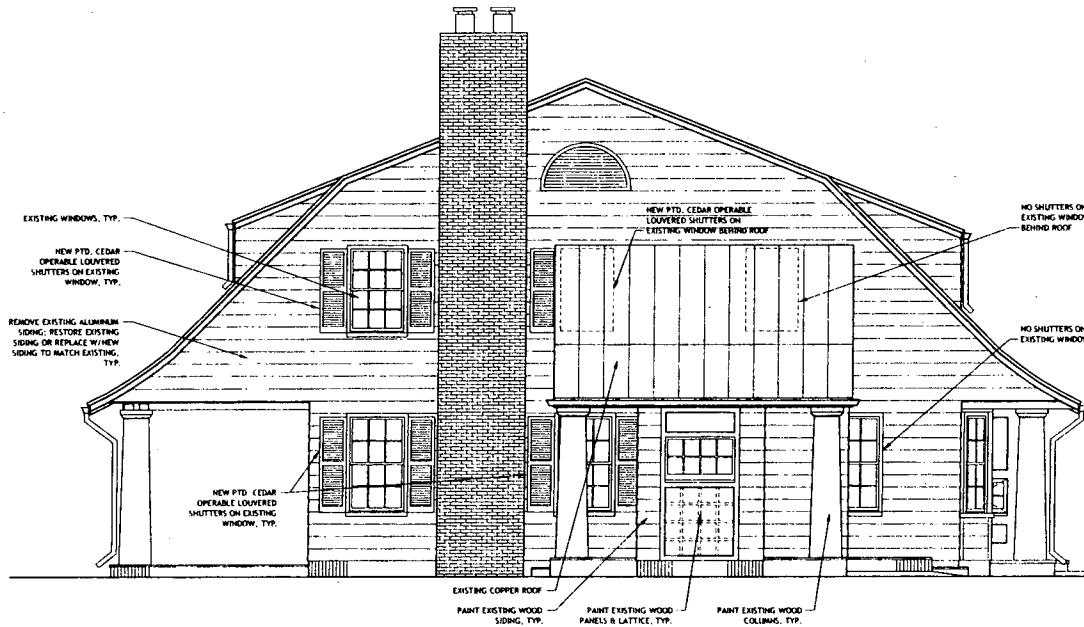 EXISTING WINDOWS, TYP.
NEW PTD. CEDAR
OPERABLE LOUVERED
SHUTTERS ON EXISTING
WINDOW, TYP.
REMOVE EXISTING ALUMINUM
SIDING; RESTORE EXISTING
SIDING OR REPLACE W/NEW
SIDING TO MATCH EXISTING,
TYP.
NEW PTD. CEDAR
OPERABLE LOUVERED
SHUTTERS ON EXISTING
WINDOW, TYP.
NEW PTD. CEDAR OPERABLE
LOUVERED SHUTTERS ON
EXISTING WINDOW BEHIND ROOF
NO SHUTTERS ON
EXISTING WINDOW
BEHIND ROOF
NO SHUTTERS ON
EXISTING WINDOW
EXISTING COPPER ROOF
PAINT EXISTING WOOD
SIDING, TYP.
PAINT EXISTING WOOD
PANELS & LATTICE, TYP.
PAINT EXISTING WOOD
COLUMNS, TYP.